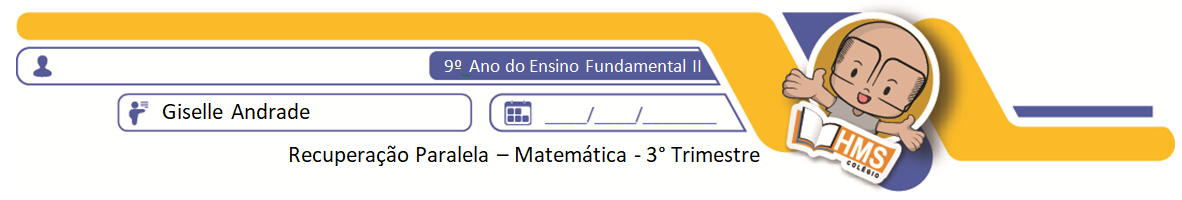 9º Ano do Ensino Fundamental II
Giselle Andrade
____/____/_______
Recuperação Paralela – Matemática - 3° Trimestre
HMS
COLÉGIO